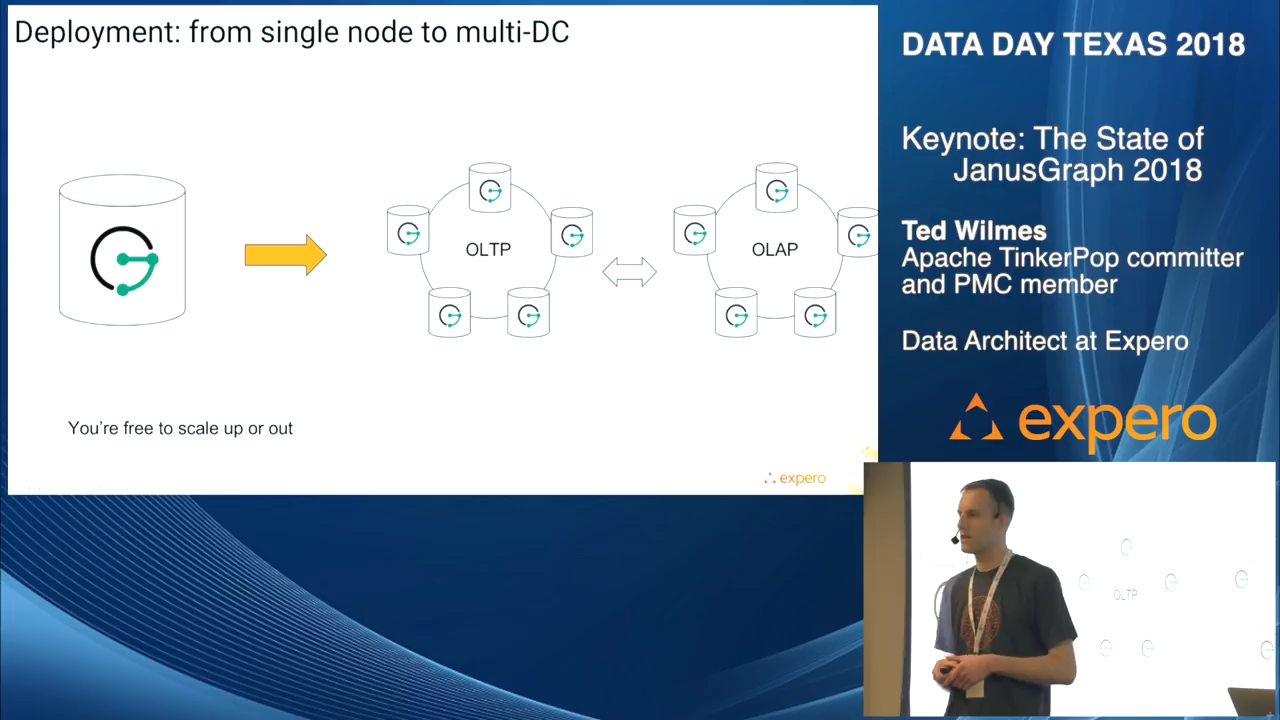 Deployment: from single node to multi-DC
OLTP
OLAP
You're free to scale up or out
expero
DATA DAY TEXAS 2018
Keynote: The State of
JanusGraph 2018
Ted Wilmes
Apache TinkerPop committer
and PMC member
Data Architect at Expero
expero
OLTP